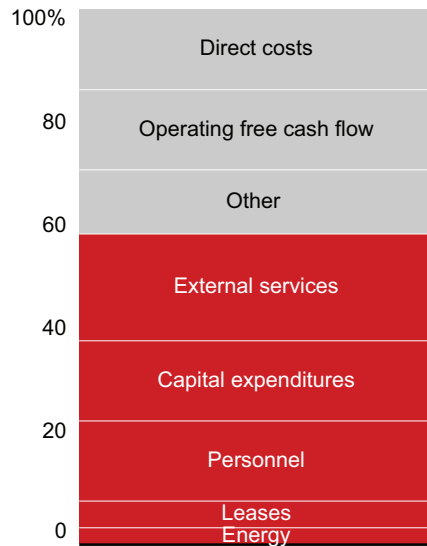 100%
Direct costs
80
Operating free cash flow
Other
60
External services
40
Capital expenditures
20
Personnel
Leases
0
Energy